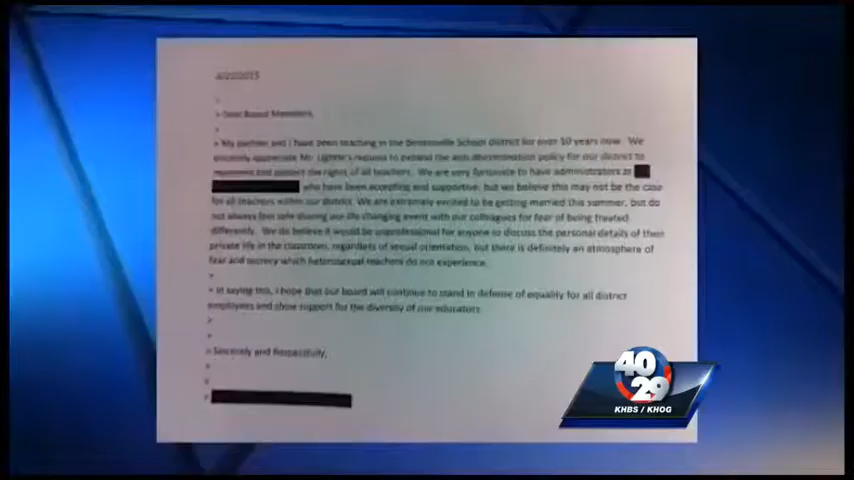 > Dear Board Members,
>
> My partner and I have been teaching in the Bentonville School district for over 10 years now. We
sincerely appreciate Mr. request to expand the anti-discrimination policy for our district to
represent and protect the rights of all teachers. We are very fortunate to have administrators at
who have been accepting and supportive, but we believe this may not be the case
for all teachers within our district. We are extremely excited to be getting married this summer, but do
not always feel safe sharing our life changing event with our colleagues for fear of being treated
differently. We do believe it would be unprofessional for anyone to discuss the personal details of their
private life in the classroom, regardless of sexual orientation, but there is definitely an atmosphere of
fear and secrecy which heterosexual teachers do not experience.
>
> In saying this, I hope that our board will continue to stand in defense of equality for all district
employees and show support for the diversity of our educators.
>
>
> Sincerely and Respectfully,
>
>
>
40
29
KHBS / KHOG